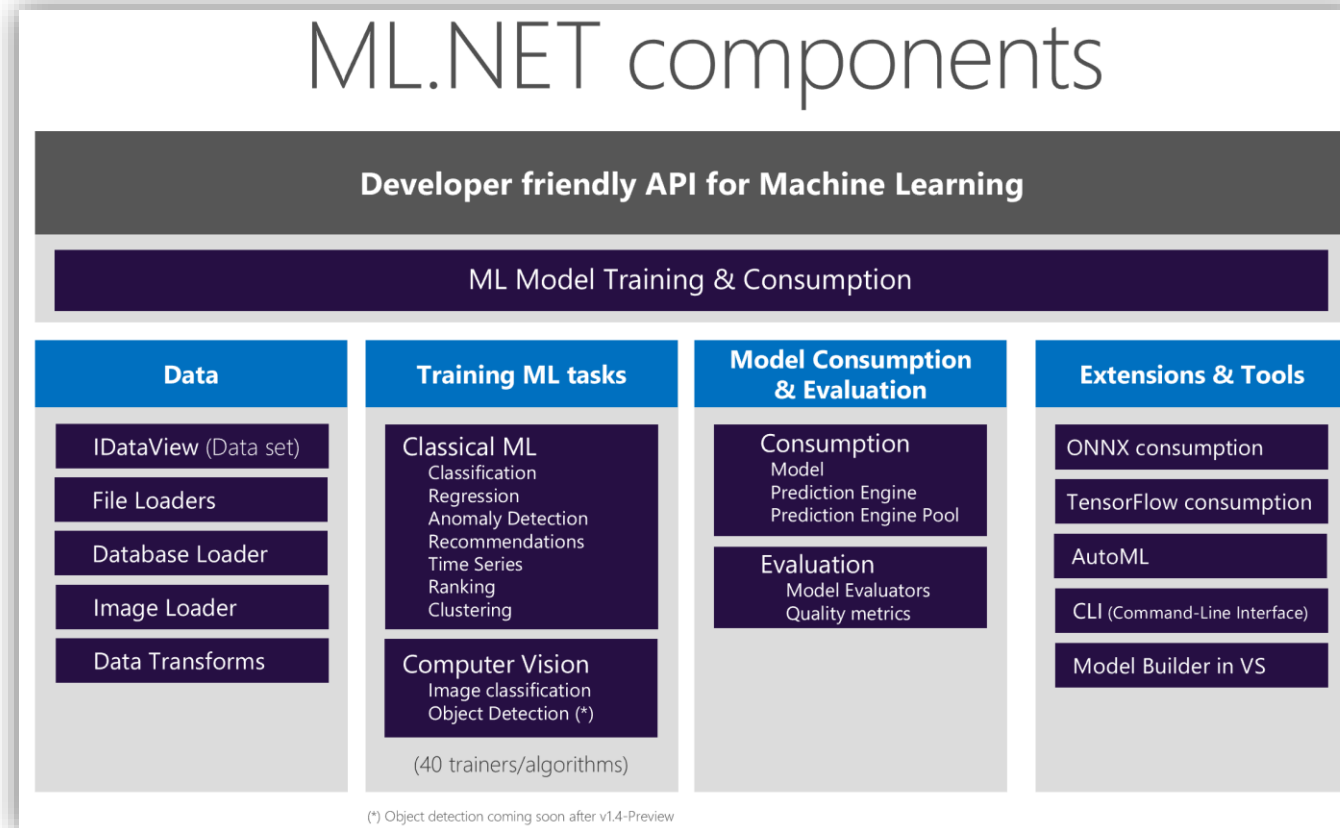 ML.NET components
Developer friendly API for Machine Learning
ML Model Training & Consumption
Data
IDataView (Data set)
File Loaders
Database Loader
Image Loader
Data Transforms
Training ML tasks
Classical ML
Classification
Regression
Anomaly Detection
Recommendations
Time Series
Ranking
Clustering
Computer Vision
Image classification
Object Detection (*)
(40 trainers/algorithms)
Model Consumption
& Evaluation
Consumption
Model
Prediction Engine
Prediction Engine Pool
Evaluation
Model Evaluators
Quality metrics
Extensions & Tools
ONNX consumption
TensorFlow consumption
AutoML
CLI (Command-Line Interface)
Model Builder in VS
(*) Object detection coming soon after v1.4-Preview